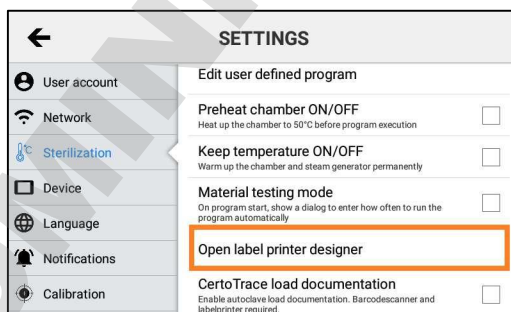 SETTINGS
User account
Network
Sterilization
Device
Language
Notifications
Calibration
Edit user defined program
Preheat chamber ON/OFF
Heat up the chamber to 50°C before program execution
Keep temperature ON/OFF
Warm up the chamber and steam generator permanently
Material testing mode
On program start, show a dialog to enter how often to run the
program automatically
Open label printer designer
CertoTrace load documentation
Enable autoclave load documentation. Barcodescanner and
labelprinter required.